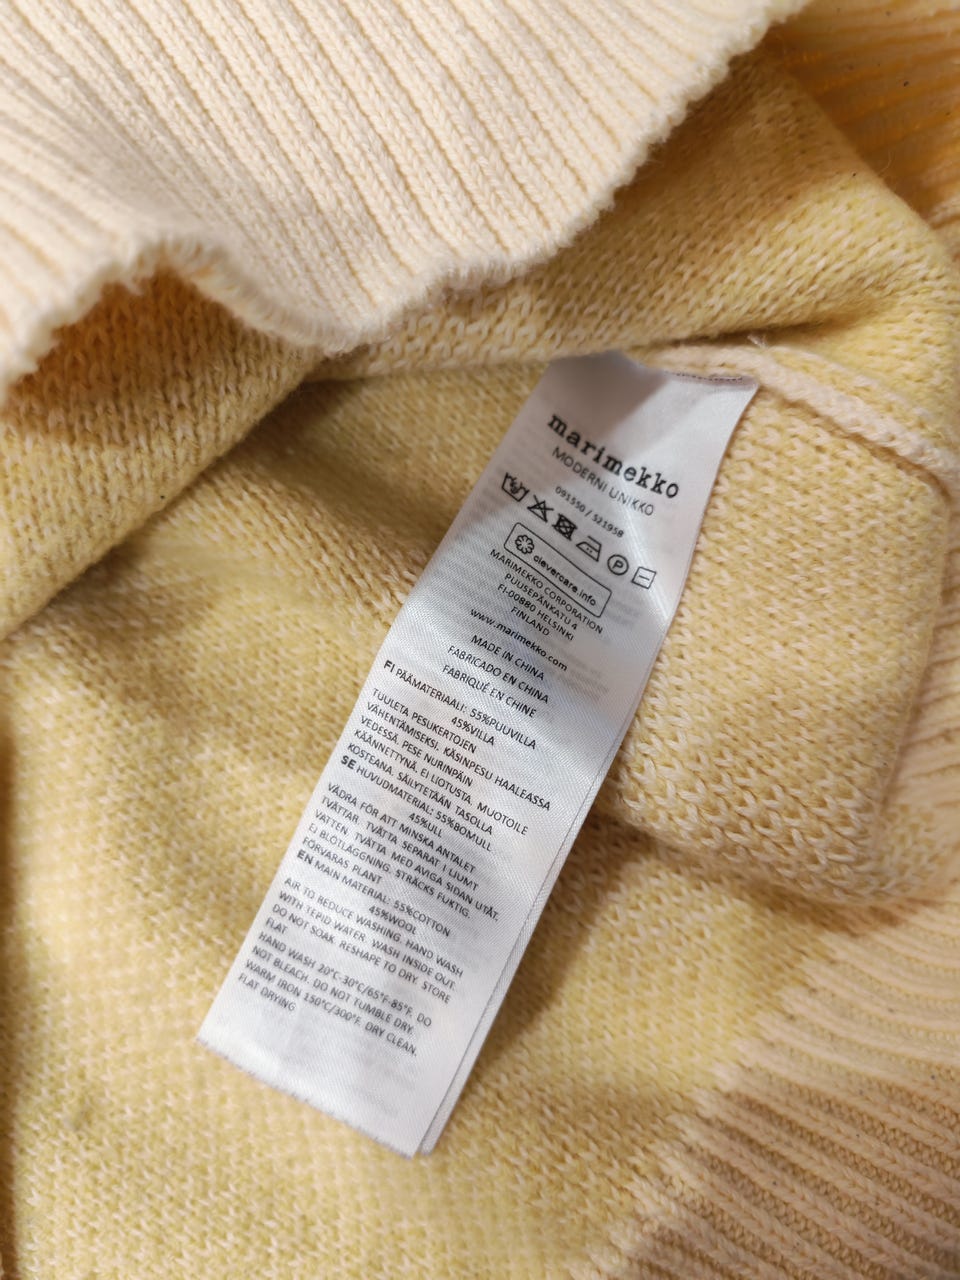 marimekko
MODERNI UNIKKO
091550 / 521958
P
clevercare.info
MARIMEKKO CORPORATION
PUUSEPÄNKATU 4
FI-00880 HELSINKI
FINLAND
www.marimekko.com
MADE IN CHINA
FABRICADO EN CHINA
FABRIQUÉ EN CHINE
FI PÄÄMATERIAALI: 55%PUUVILLA
45%VILLA
TUULETA PESUKERTOJEN
VÄHENTÄMISEKSI. KÄSINPESU HAALEASSA
VEDESSÄ. PESE NURINPÄIN
KÄÄNNETTYNÄ. EI LIOTUSTA. MUOTOILE
KOSTEANA. SÄILYTETÄÄN TASOLLA
SE HUVUDMATERIAL: 55%BOMULL
45%ULL
VÄDRA FÖR ATT MINSKA ANTALET
TVÄTTAR. TVÄTTA SEPARAT I LJUMT
VATTEN. TVÄTTA MED AVIGA SIDAN UTÅT.
EJ BLÖTLÄGGNING. STRÄCKS FUKTIG.
FÖRVARAS PLANT
EN MAIN MATERIAL: 55%COTTON
45%WOOL
AIR TO REDUCE WASHING. HAND WASH
WITH TEPID WATER. WASH INSIDE OUT.
DO NOT SOAK. RESHAPE TO DRY. STORE
FLAT
HAND WASH 20°C-30°C/65°F-85°F. DO
NOT BLEACH. DO NOT TUMBLE DRY.
WARM IRON 150°C/300°F. DRY CLEAN.
FLAT DRYING